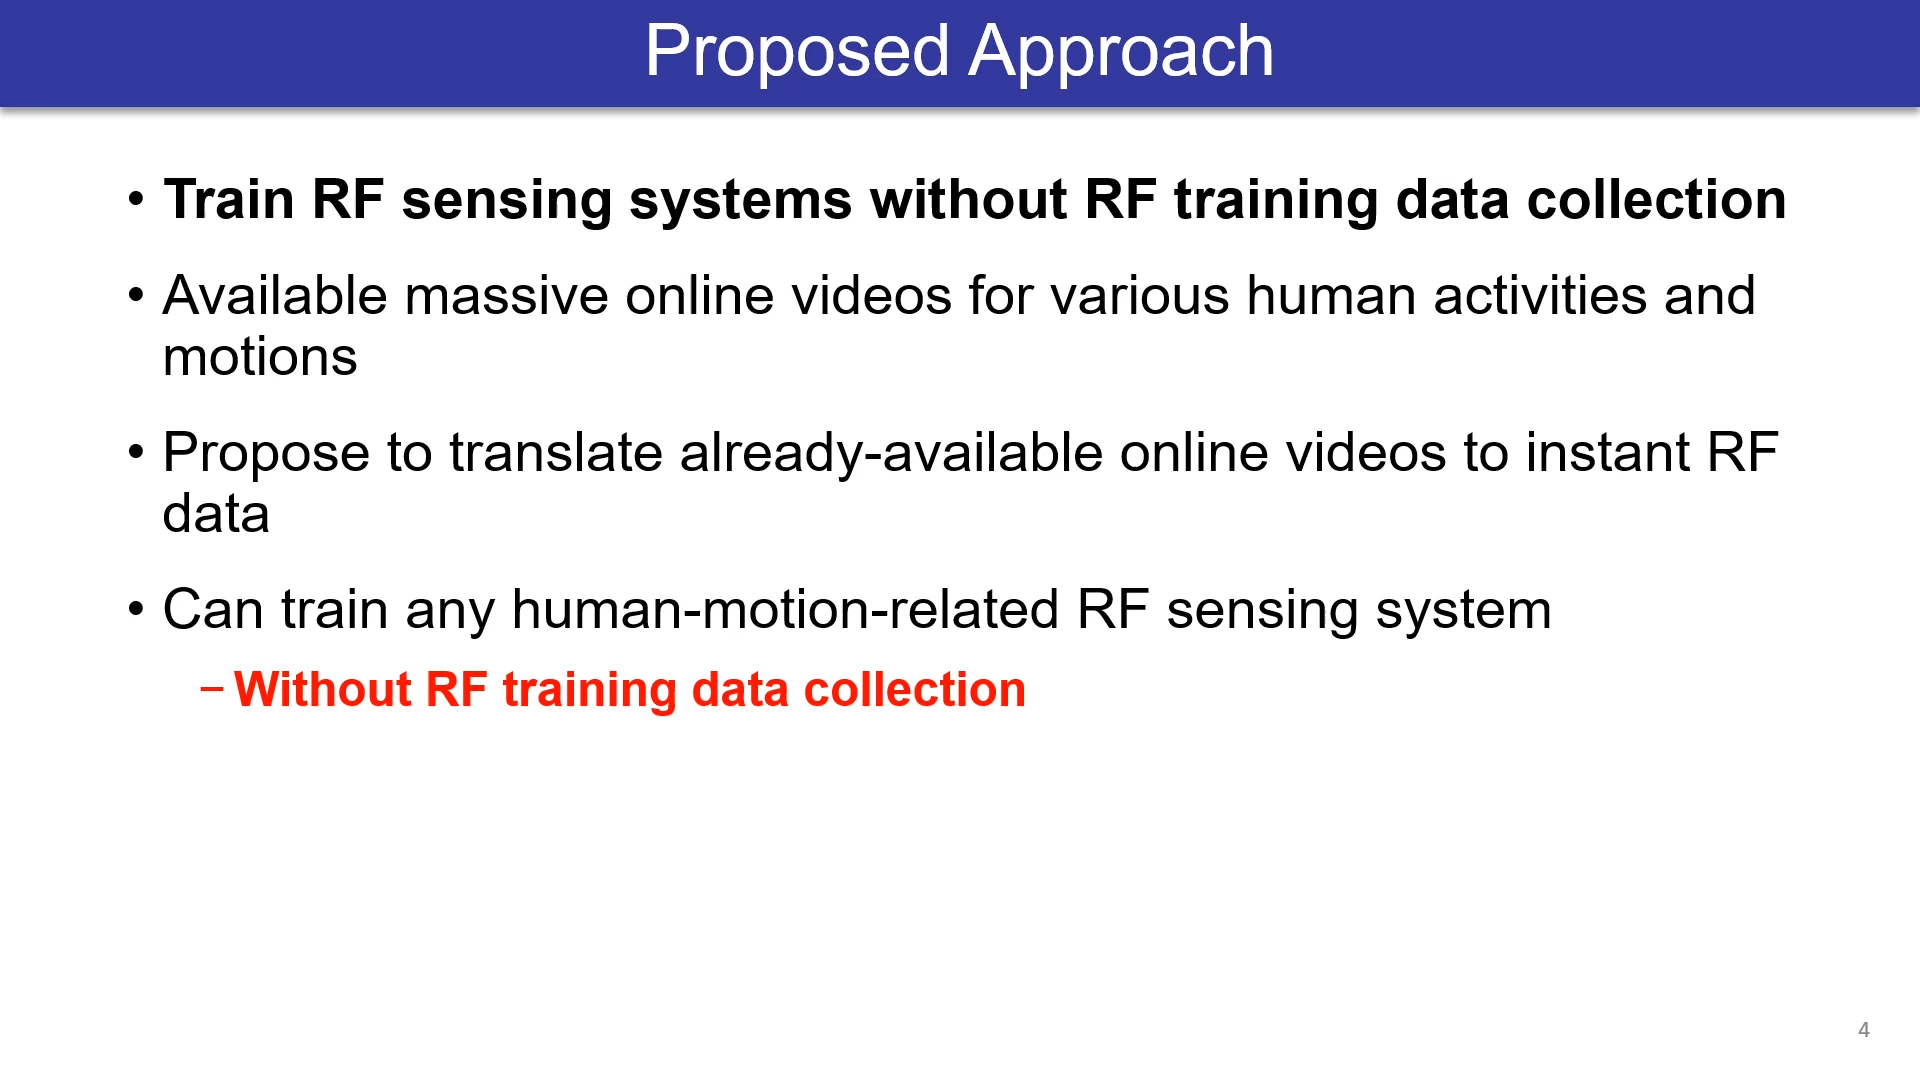 Proposed Approach
• Train RF sensing systems without RF training data collection
• Available massive online videos for various human activities and
motions
• Propose to translate already-available online videos to instant RF
data
• Can train any human-motion-related RF sensing system
− Without RF training data collection
4